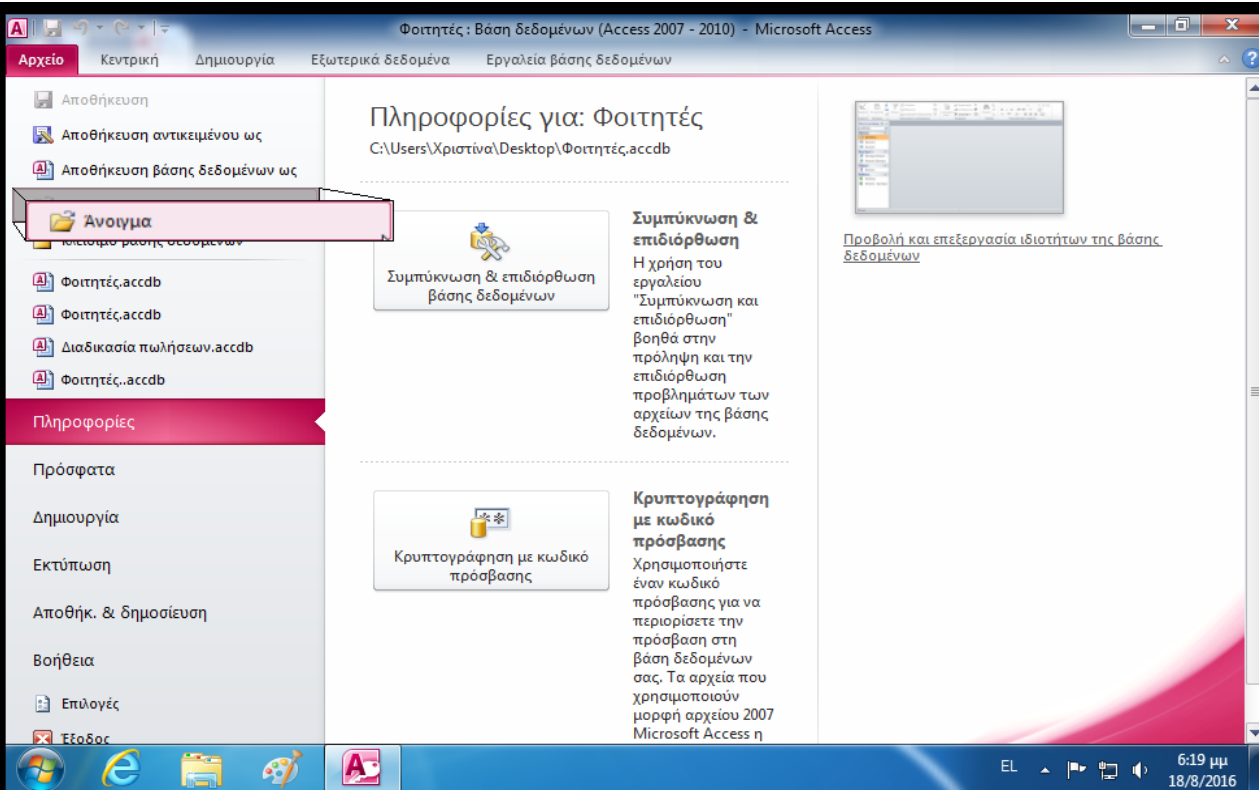 Φοιτητές : Βάση δεδομένων (Access 2007 - 2010) - Microsoft Access
Αρχείο Κεντρική Δημιουργία Εξωτερικά δεδομένα Εργαλεία βάσης δεδομένων
Αποθήκευση
Αποθήκευση αντικειμένου ως
Αποθήκευση βάσης δεδομένων ως
Άνοιγμα
Κλείσιμο βάσης δεδομένων
Φοιτητές.accdb
Φοιτητές.accdb
Διαδικασία πωλήσεων.accdb
Φοιτητές..accdb
Πληροφορίες
Πρόσφατα
Δημιουργία
Εκτύπωση
Αποθήκ. & δημοσίευση
Βοήθεια
Επιλογές
Έξοδος
Πληροφορίες για: Φοιτητές
C:\Users\Χριστίνα\Desktop\Φοιτητές.accdb
Συμπύκνωση & επιδιόρθωση
βάσης δεδομένων
Συμπύκνωση &
επιδιόρθωση
Η χρήση του
εργαλείου
"Συμπύκνωση και
επιδιόρθωση"
βοηθά στην
πρόληψη και την
επιδιόρθωση
προβλημάτων των
αρχείων της βάσης
δεδομένων.
Κρυπτογράφηση με κωδικό
πρόσβασης
Κρυπτογράφηση
με κωδικό
πρόσβασης
Χρησιμοποιήστε
έναν κωδικό
πρόσβασης για να
περιορίσετε την
πρόσβαση στη
βάση δεδομένων
σας. Τα αρχεία που
χρησιμοποιούν
μορφή αρχείου 2007
Microsoft Access η
Προβολή και επεξεργασία ιδιοτήτων της βάσης
δεδομένων
EL
6:19 μμ
18/8/2016